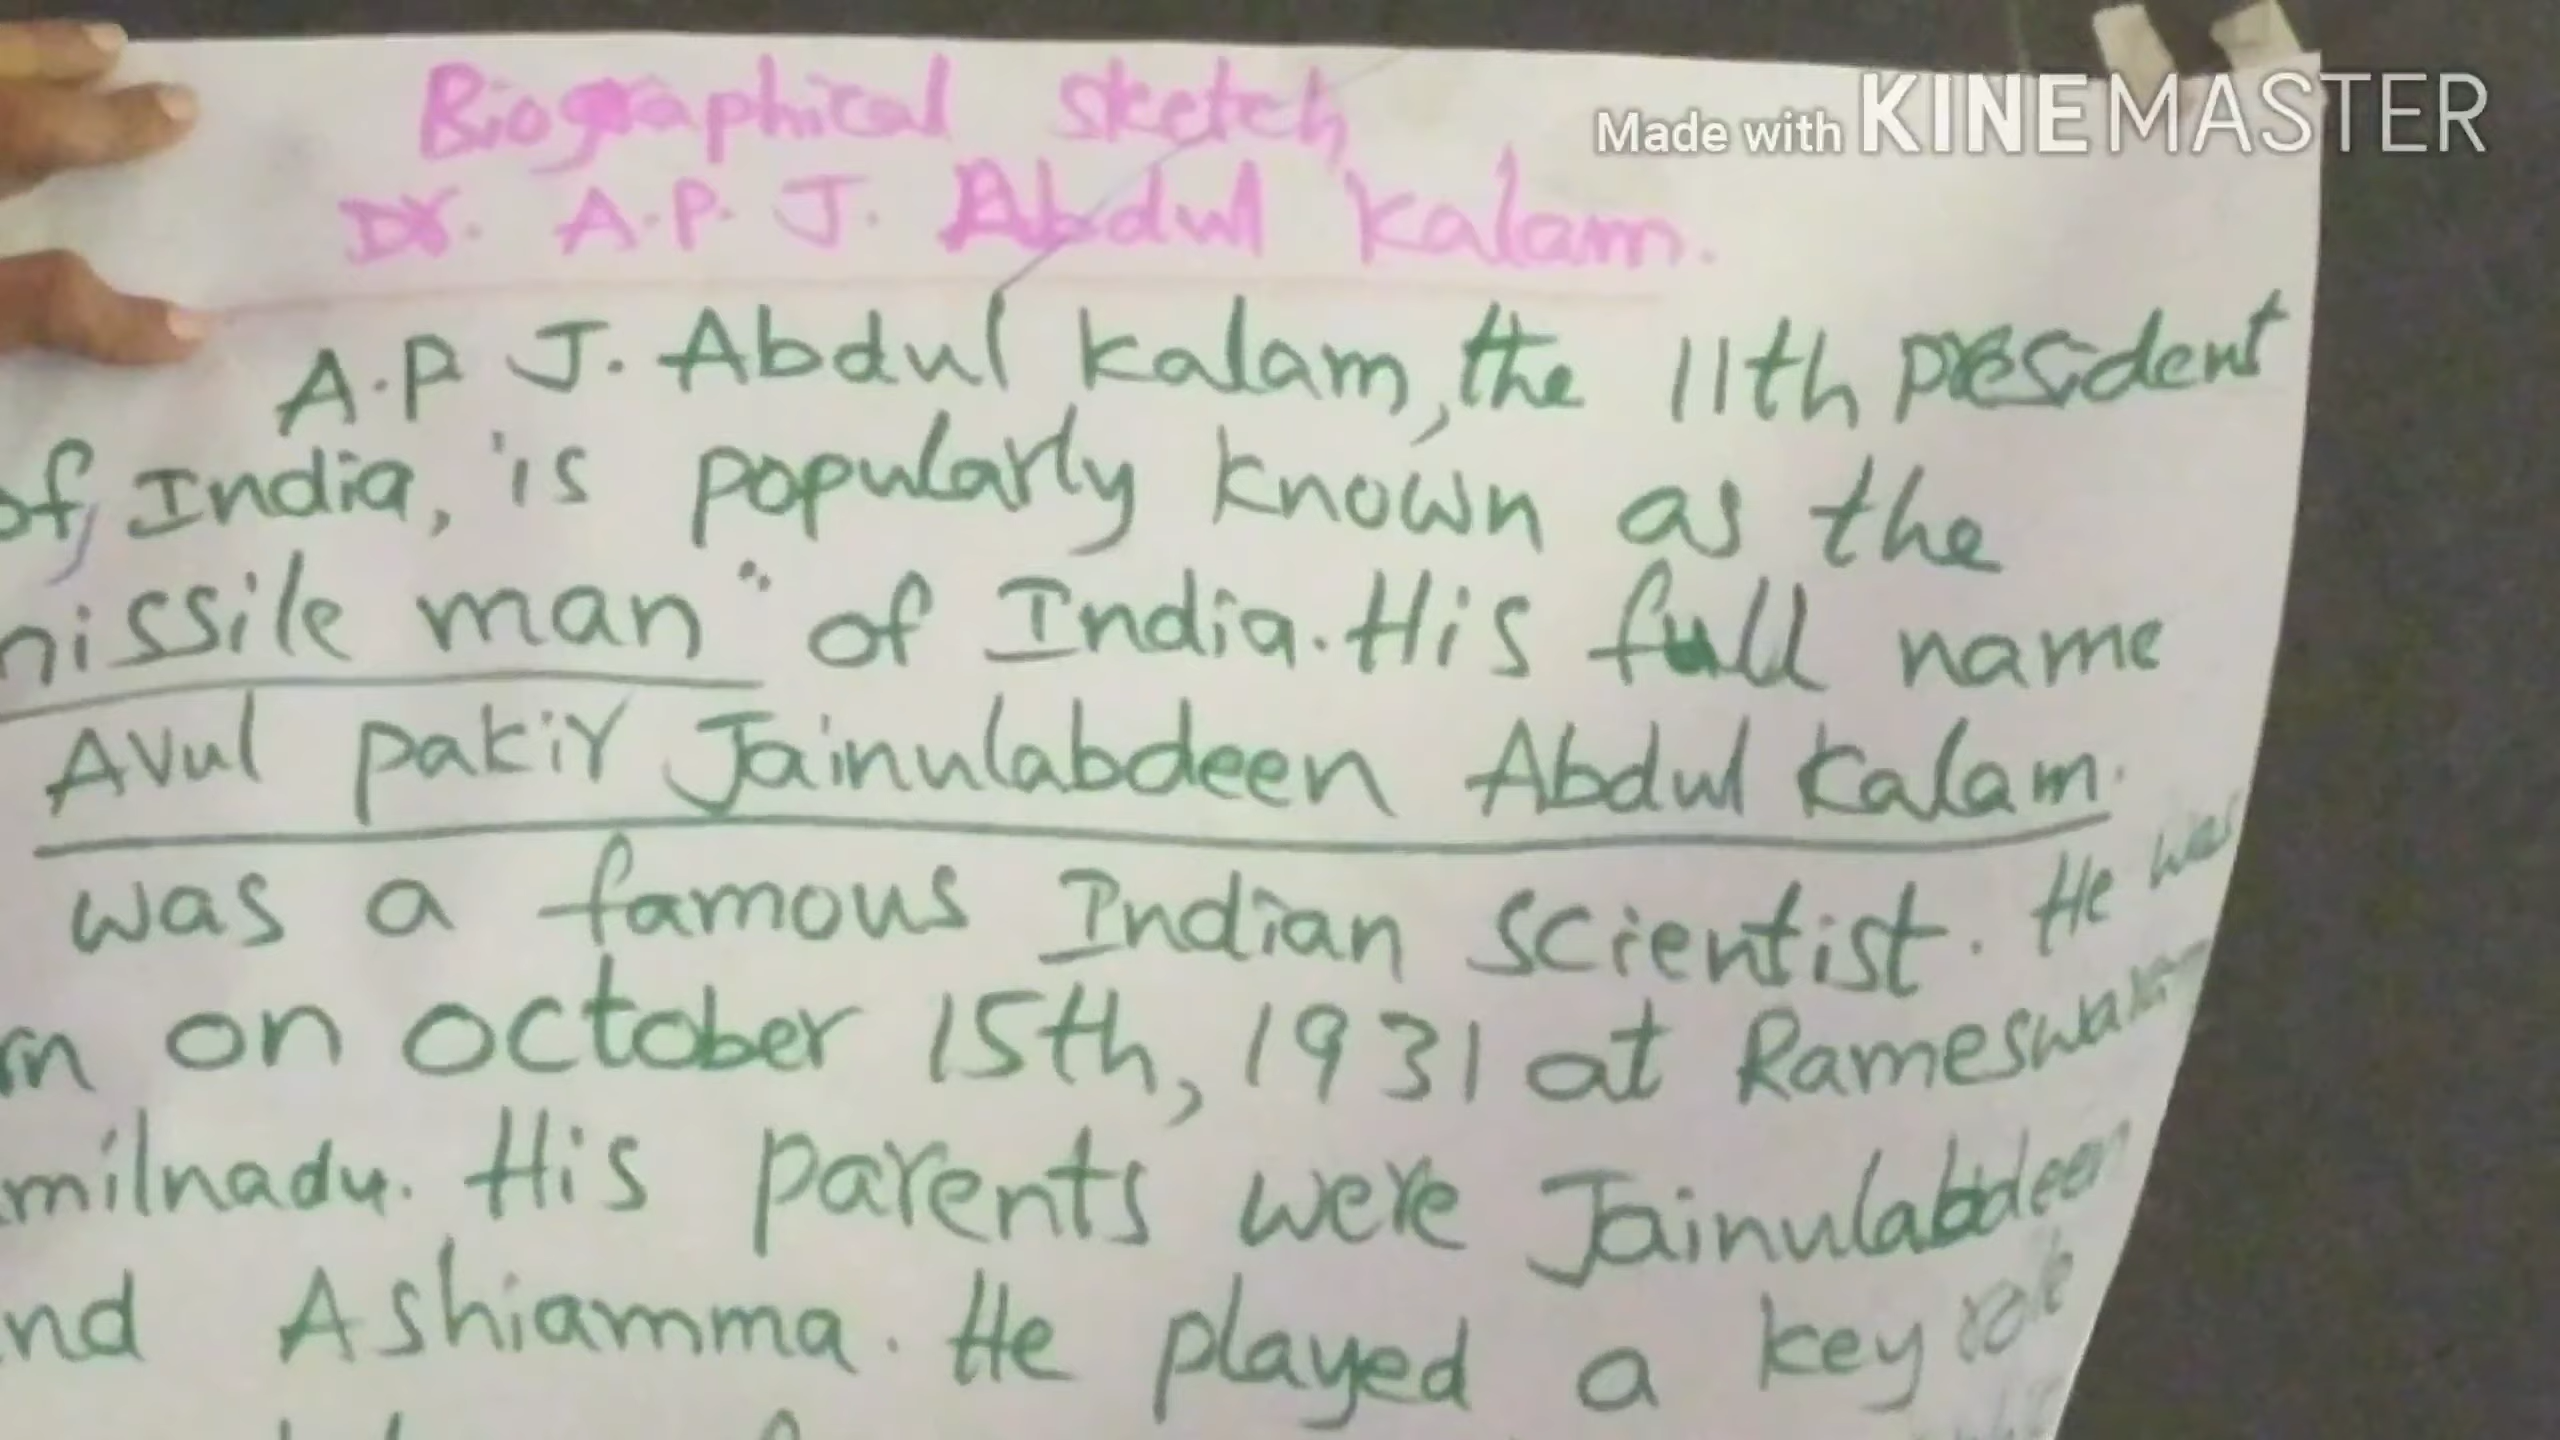 Biographical Sketch
Made with KINEMASTER
Dr. A.P. J. Abdul Kalam.
A.P J. Abdul Kalam, the 11th president
of India, is popularly known as the
missile man" of India. His full name
Avul pakir Jainulabdeen Abdul Kalam.
was a famous Indian Scientist. He was
rn on october 15th, 1931 at Rameswaram
milnadu. His parents were Jainulabdeen
nd Ashiamma. He played a key role